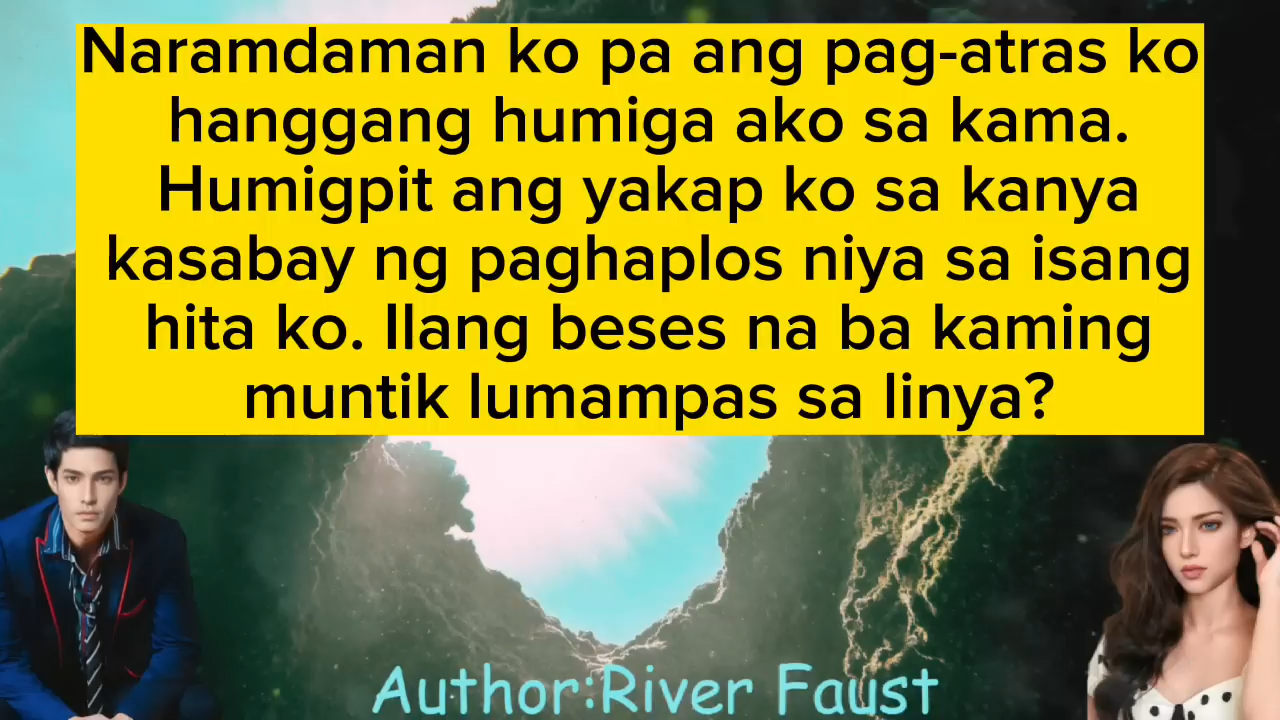 Naramdaman ko pa ang pag-atras ko
hanggang humiga ako sa kama.
Humigpit ang yakap ko sa kanya
kasabay ng paghaplos niya sa isang
hita ko. Ilang beses na ba kaming
muntik lumampas sa linya?
Author:River Faust